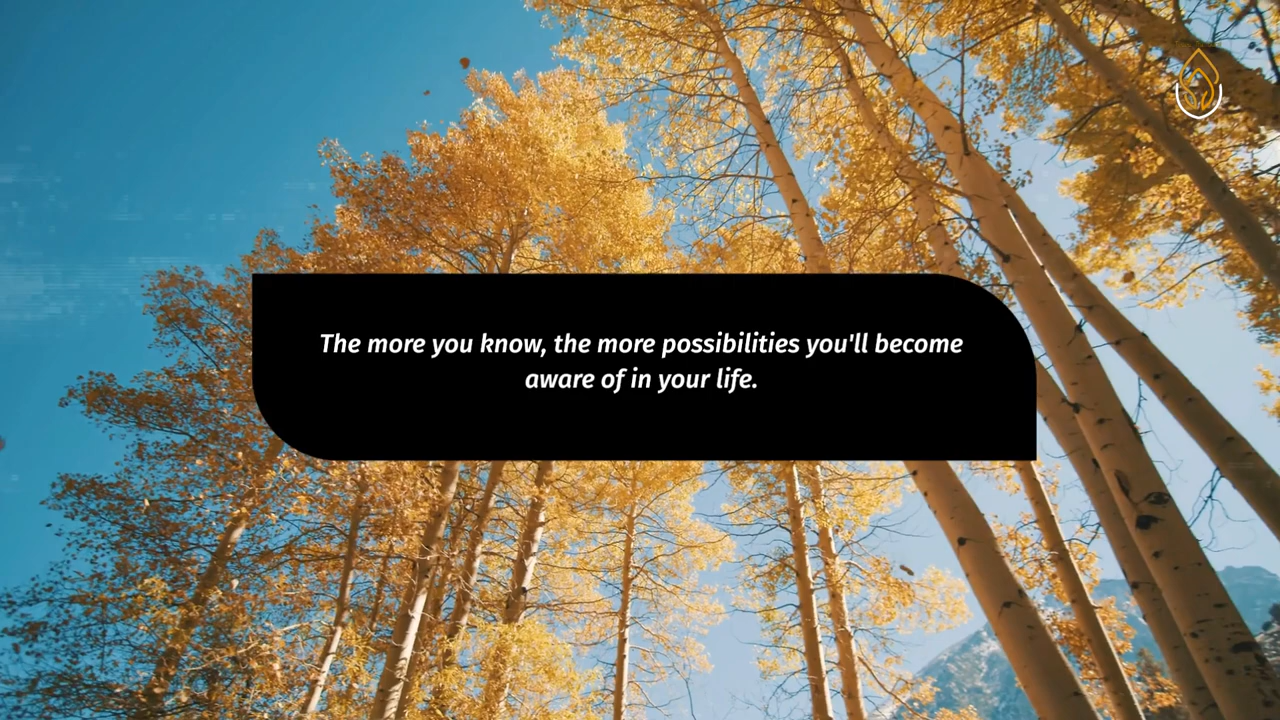 The more you know, the more possibilities you'll become
aware of in your life.